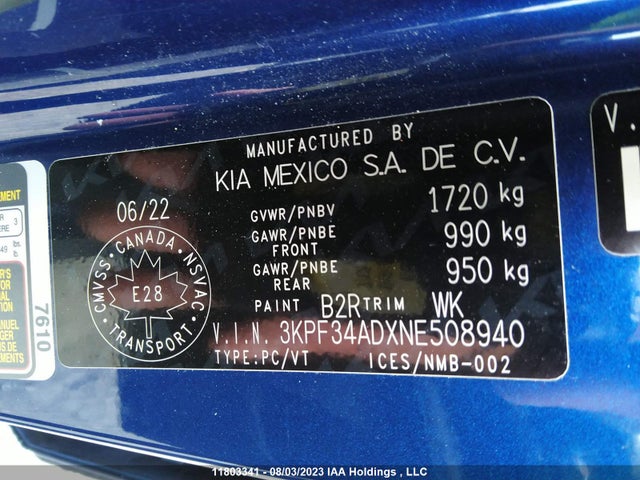 MANUFACTURED BY
KIA MEXICO S.A. DE C.V.
06/22
GVWR/PNBV 1720 kg
GAWR/PNBE FRONT 990 kg
GAWR/PNBE REAR 950 kg
PAINT B2R TRIM WK
V.I.N. 3KPF34ADXNE508940
TYPE:PC/VT ICES/NMB-002
CMVSS· CANADA· NSVAC
E28
TRANSPORT
7610
V.
11803341 - 08/03/2023 IAA Holdings , LLC